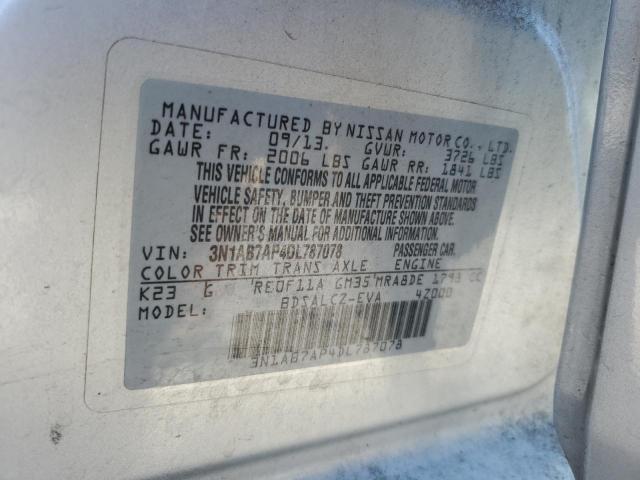 MANUFACTURED BY NISSAN MOTOR CO., LTD.
DATE: 09/13. GVWR: 3726 LBS
GAWR FR: 2006 LBS GAWR RR: 1841 LBS
THIS VEHICLE CONFORMS TO ALL APPLICABLE FEDERAL MOTOR
VEHICLE SAFETY, BUMPER AND THEFT PREVENTION STANDARDS
IN EFFECT ON THE DATE OF MANUFACTURE SHOWN ABOVE.
SEE OWNER'S MANUAL FOR ADDITIONAL INFORMATION.
VIN: 3N1AB7AP4DL787078 PASSENGER CAR.
COLOR TRIM TRANS AXLE ENGINE
K23 G RE0F11A GM35 MRA8DE 1798 CC
MODEL: BDSALCZ-EVA 4Z000
3N1AB7AP4DL787078